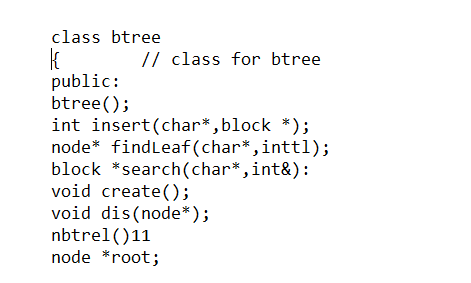 class btree
{ // class for btree
public:
btree();
int insert(char*,block *);
node* findLeaf(char*,inttl);
block *search(char*,int&):
void create();
void dis(node*);
nbtrel()11
node *root;